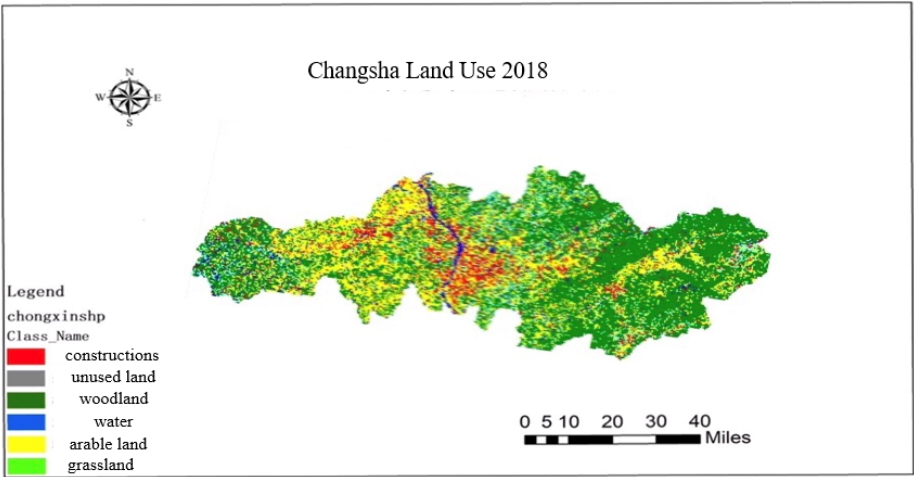 Changsha Land Use 2018
N
W E
S
Legend
chongxinshp
Class_Name
constructions
unused land
woodland
water
arable land
grassland
0 5 10 20 30 40
Miles